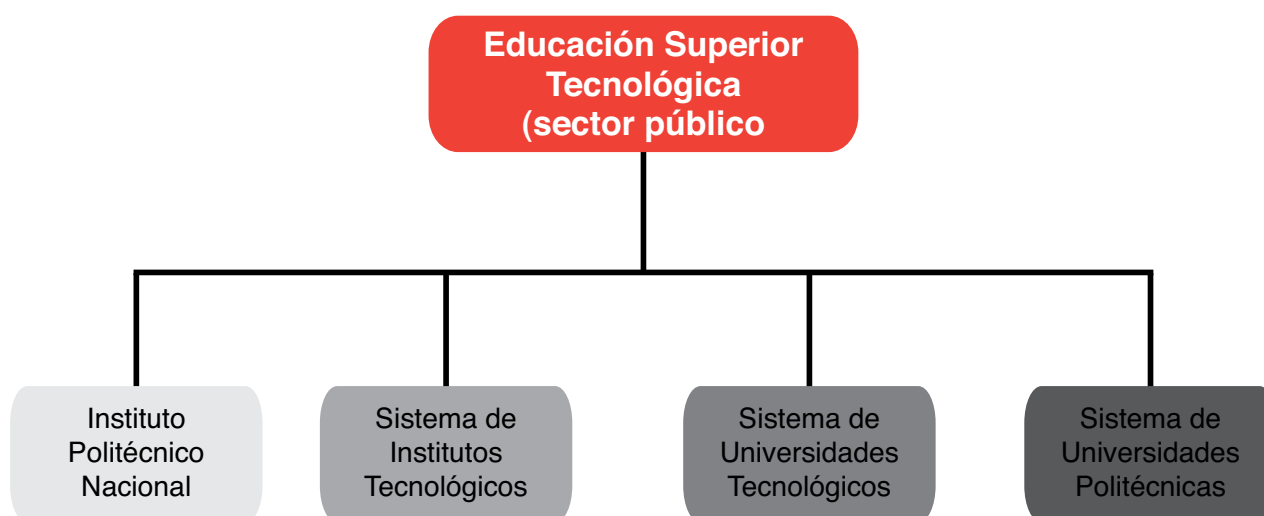 Educación Superior
Tecnológica
(sector público
Instituto
Politécnico
Nacional
Sistema de
Institutos
Tecnológicos
Sistema de
Universidades
Tecnológicos
Sistema de
Universidades
Politécnicas